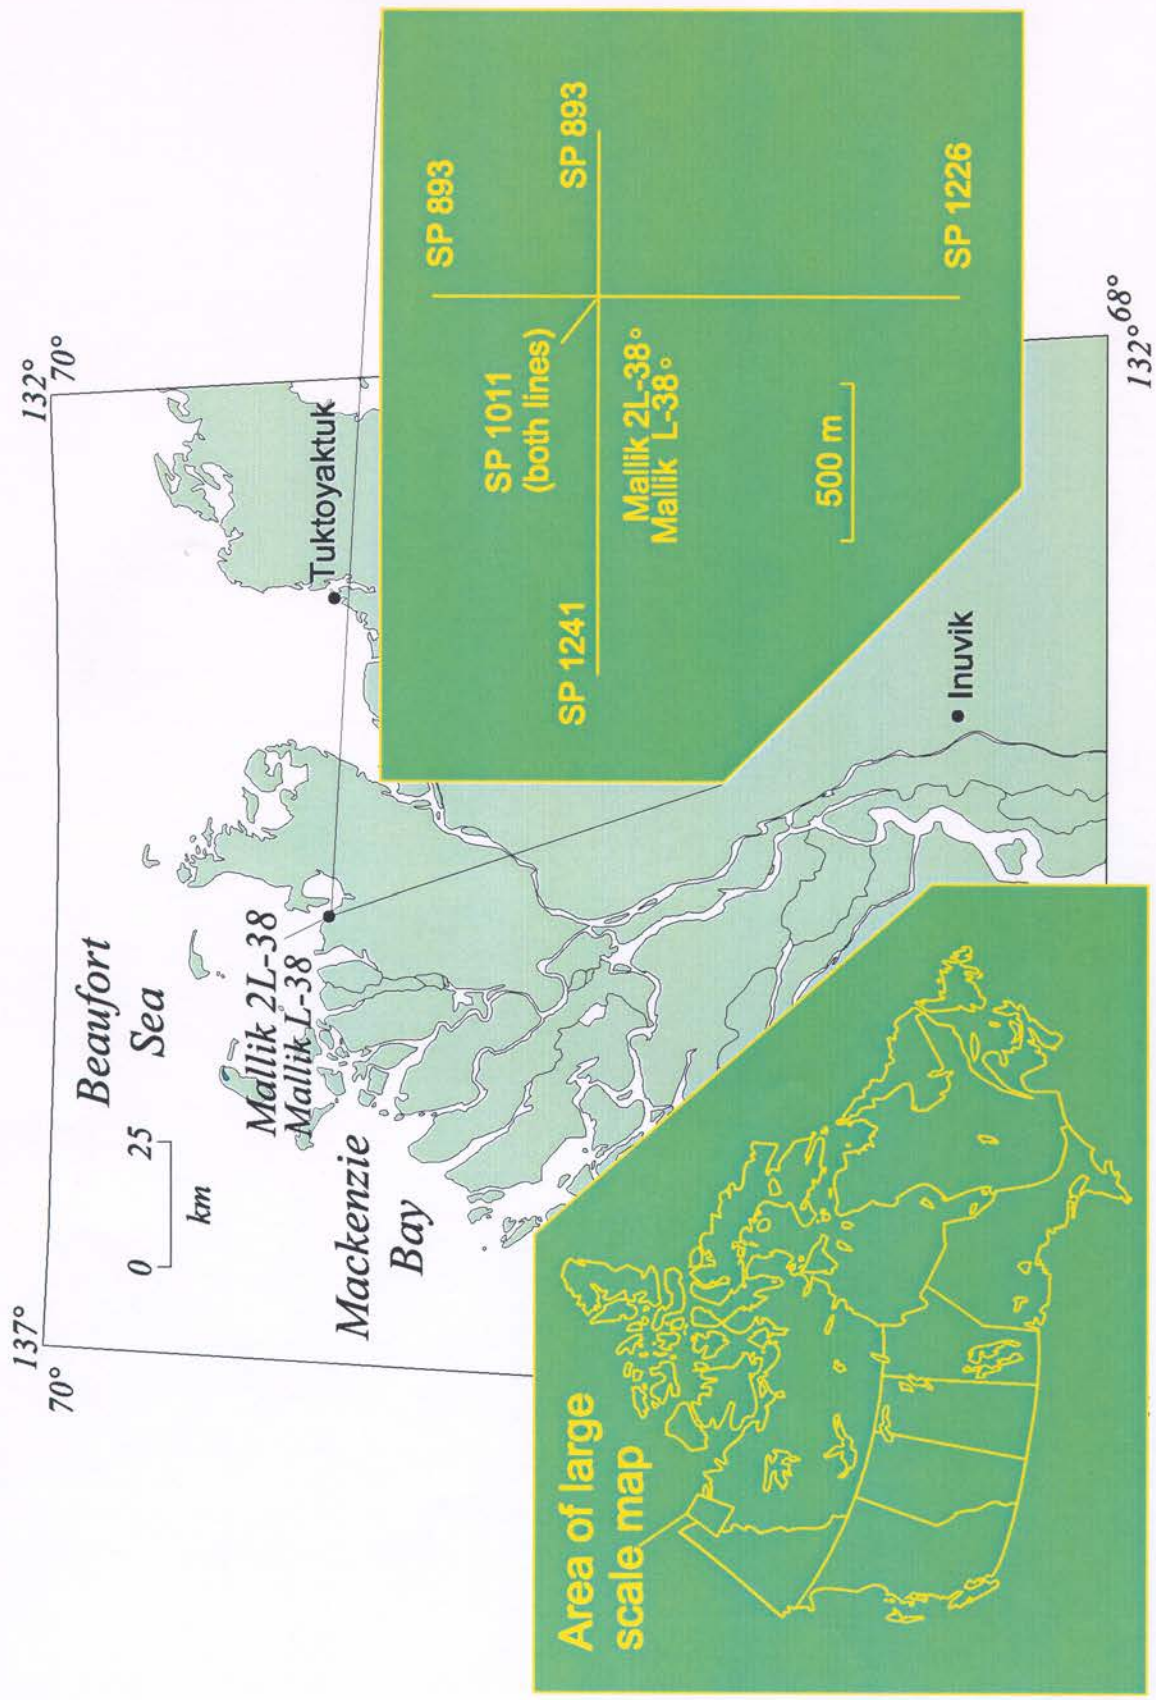 137°
70°
132°
70°
Beaufort
Sea
0 25
km
Mallik 2L-38
Mallik L-38
Mackenzie
Bay
Tuktoyaktuk
Inuvik
132°
68°
SP 893
SP 893
SP 1011
(both lines)
SP 1241
Mallik 2L-38°
Mallik L-38°
500 m
SP 1226
Area of large
scale map